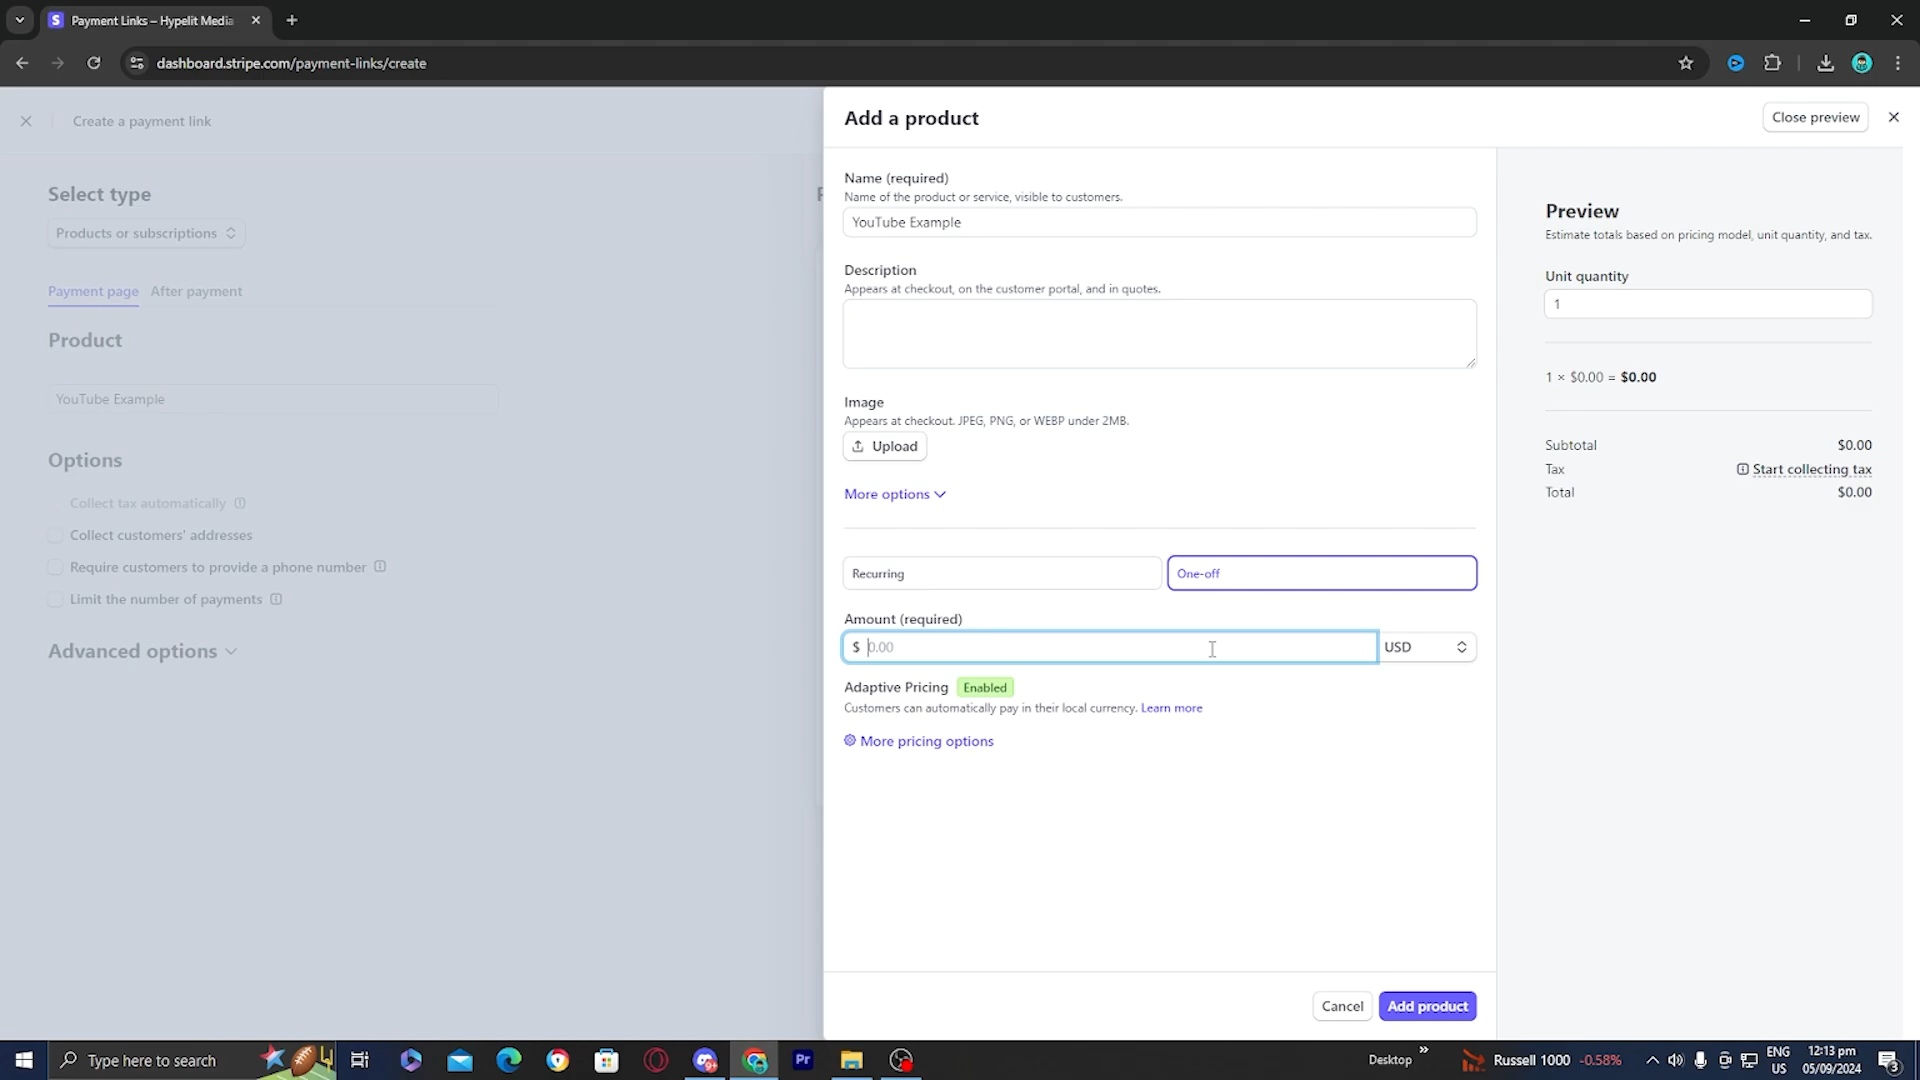 Payment Links – Hypelit Media
dashboard.stripe.com/payment-links/create
Create a payment link
Select type
Products or subscriptions
Payment page After payment
Product
YouTube Example
Options
Collect tax automatically
Collect customers' addresses
Require customers to provide a phone number
Limit the number of payments
Advanced options
P
Add a product
Close preview
Name (required)
Name of the product or service, visible to customers.
YouTube Example
Description
Appears at checkout, on the customer portal, and in quotes.
Image
Appears at checkout. JPEG, PNG, or WEBP under 2MB.
Upload
More options
Recurring
One-off
Amount (required)
$ 0.00
USD
Adaptive Pricing Enabled
Customers can automatically pay in their local currency. Learn more
More pricing options
Cancel
Add product
Preview
Estimate totals based on pricing model, unit quantity, and tax.
Unit quantity
1
1 × $0.00 = $0.00
Subtotal $0.00
Tax Start collecting tax
Total $0.00
Type here to search
Pr
Desktop
Russell 1000 -0.58%
ENG
US
12:13 pm
05/09/2024
3